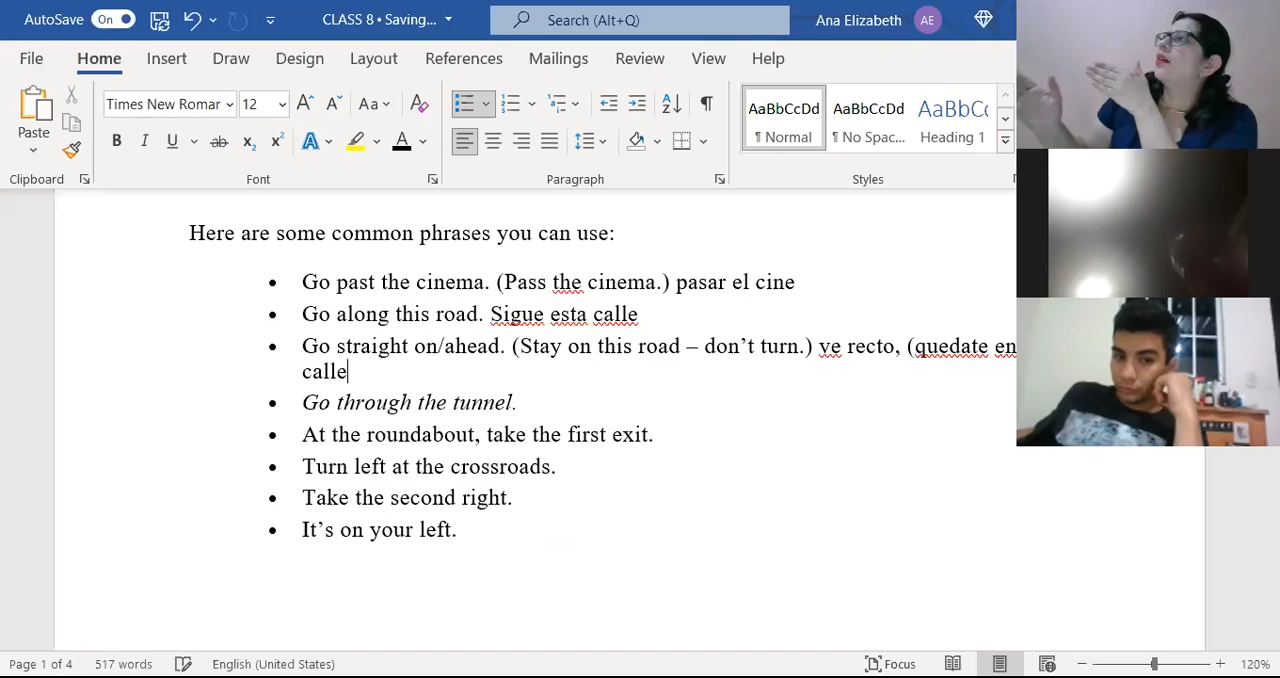 AutoSave On CLASS 8 • Saving... Search (Alt+Q) Ana Elizabeth AE
File Home Insert Draw Design Layout References Mailings Review View Help
Times New Romar 12 Aa AaBbCcDd AaBbCcDd AaBbCc
Paste B I U ab x2 x2 A A ¶ Normal ¶ No Spac... Heading 1
Clipboard Font Paragraph Styles
Here are some common phrases you can use:
• Go past the cinema. (Pass the cinema.) pasar el cine
• Go along this road. Sigue esta calle
• Go straight on/ahead. (Stay on this road – don’t turn.) ve recto, (quedate en
calle
• Go through the tunnel.
• At the roundabout, take the first exit.
• Turn left at the crossroads.
• Take the second right.
• It’s on your left.
Page 1 of 4 517 words English (United States) Focus 120%